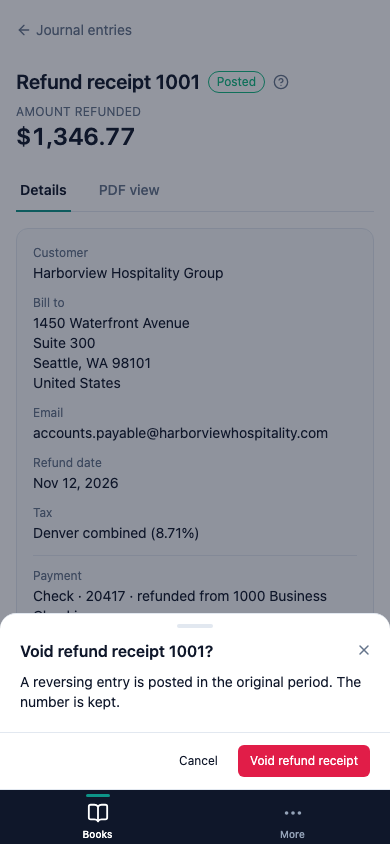 Journal entries
Refund receipt 1001 Posted
AMOUNT REFUNDED
$1,346.77
Details PDF view
Customer
Harborview Hospitality Group
Bill to
1450 Waterfront Avenue
Suite 300
Seattle, WA 98101
United States
Email
accounts.payable@harborviewhospitality.com
Refund date
Nov 12, 2026
Tax
Denver combined (8.71%)
Payment
Check · 20417 · refunded from 1000 Business
Void refund receipt 1001?
A reversing entry is posted in the original period. The
number is kept.
Cancel Void refund receipt
Books More